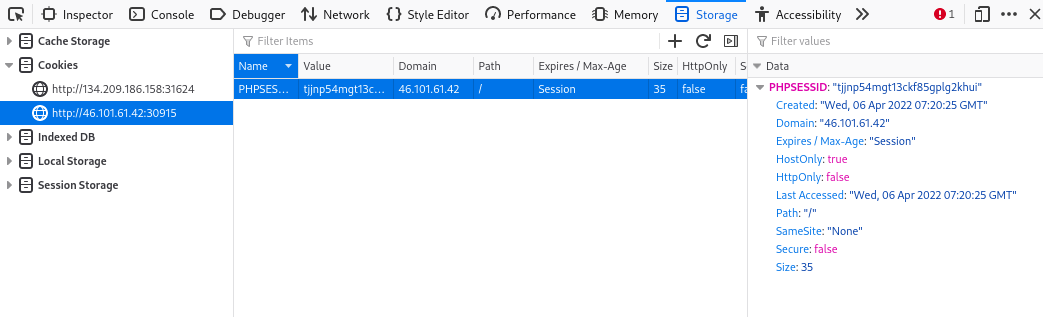 Inspector Console Debugger Network Style Editor Performance Memory Storage Accessibility 1
Cache Storage
Cookies
http://134.209.186.158:31624
http://46.101.61.42:30915
Indexed DB
Local Storage
Session Storage
Filter Items
Name Value Domain Path Expires / Max-Age Size HttpOnly S
PHPSES... tjjnp54mgt13c... 46.101.61.42 / Session 35 false fa
Filter values
Data
PHPSESSID: "tjjnp54mgt13ckf85gplg2khui"
Created: "Wed, 06 Apr 2022 07:20:25 GMT"
Domain: "46.101.61.42"
Expires / Max-Age: "Session"
HostOnly: true
HttpOnly: false
Last Accessed: "Wed, 06 Apr 2022 07:20:25 GMT"
Path: "/"
SameSite: "None"
Secure: false
Size: 35